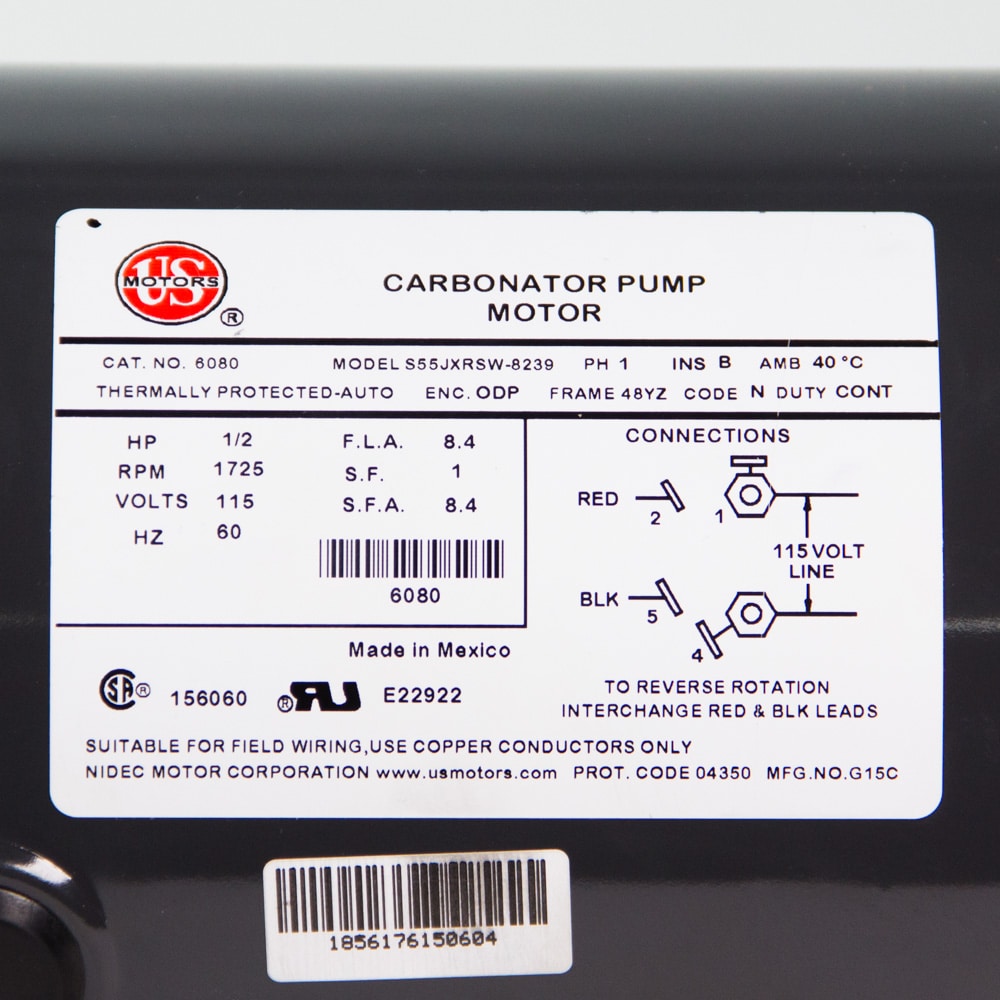 US
MOTORS
®
CARBONATOR PUMP
MOTOR
CAT. NO. 6080 MODEL S55JXRSW-8239 PH 1 INS B AMB 40 °C
THERMALLY PROTECTED-AUTO ENC. ODP FRAME 48YZ CODE N DUTY CONT
HP 1/2 F.L.A. 8.4
RPM 1725 S.F. 1
VOLTS 115 S.F.A. 8.4
HZ 60
6080
CONNECTIONS
RED 2 1
115 VOLT
LINE
BLK 5 4
TO REVERSE ROTATION
INTERCHANGE RED & BLK LEADS
Made in Mexico
SA ® 156060 ® RU E22922
SUITABLE FOR FIELD WIRING,USE COPPER CONDUCTORS ONLY
NIDEC MOTOR CORPORATION www.usmotors.com PROT. CODE 04350 MFG.NO.G15C
1856176150604